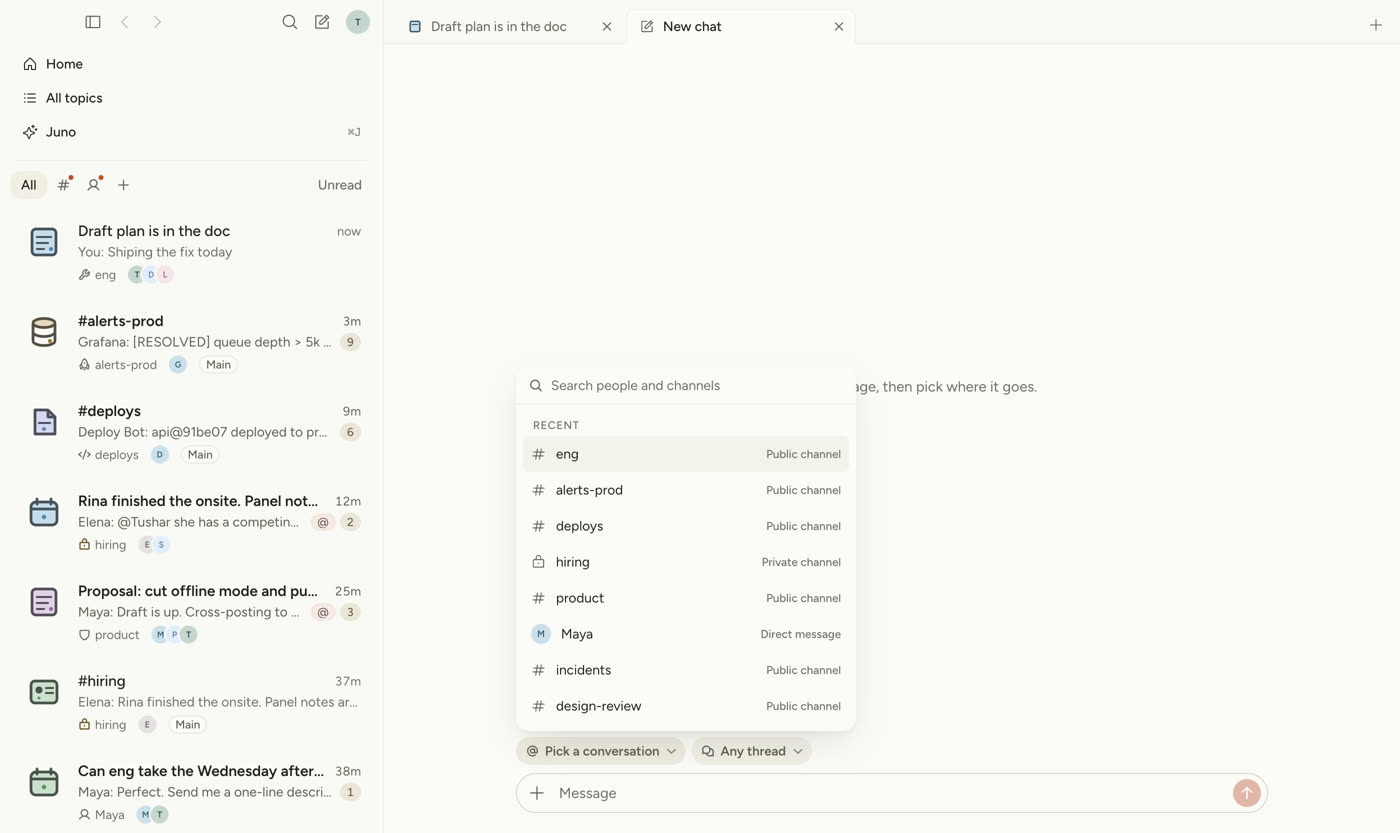 T
Home
All topics
Juno ⌘J
All Unread
Draft plan is in the doc now
You: Shiping the fix today
eng T D L
#alerts-prod 3m
Grafana: [RESOLVED] queue depth > 5k ... 9
alerts-prod G Main
#deploys 9m
Deploy Bot: api@91be07 deployed to pr... 6
deploys D Main
Rina finished the onsite. Panel not... 12m
Elena: @Tushar she has a competin... @ 2
hiring E S
Proposal: cut offline mode and pu... 25m
Maya: Draft is up. Cross-posting to ... @ 3
product M P T
#hiring 37m
Elena: Rina finished the onsite. Panel notes ar...
hiring E Main
Can eng take the Wednesday after... 38m
Maya: Perfect. Send me a one-line descri... 1
Maya M T
Draft plan is in the doc
New chat
age, then pick where it goes.
Search people and channels
RECENT
# eng Public channel
# alerts-prod Public channel
# deploys Public channel
hiring Private channel
# product Public channel
M Maya Direct message
# incidents Public channel
# design-review Public channel
@ Pick a conversation Any thread
Message